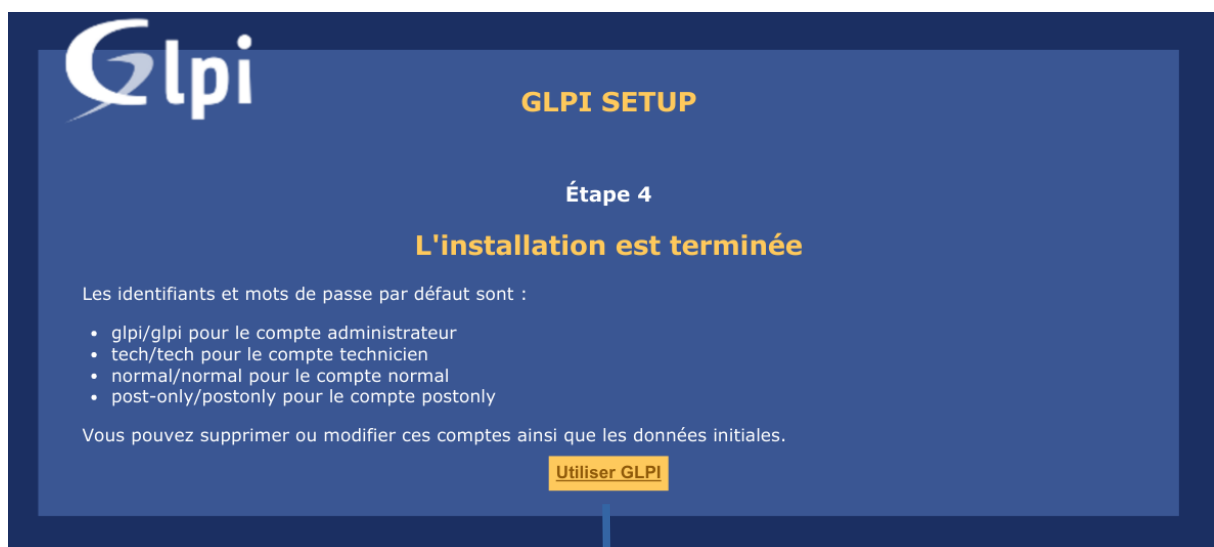 Glpi
GLPI SETUP
Étape 4
L'installation est terminée
Les identifiants et mots de passe par défaut sont :
• glpi/glpi pour le compte administrateur
• tech/tech pour le compte technicien
• normal/normal pour le compte normal
• post-only/postonly pour le compte postonly
Vous pouvez supprimer ou modifier ces comptes ainsi que les données initiales.
Utiliser GLPI